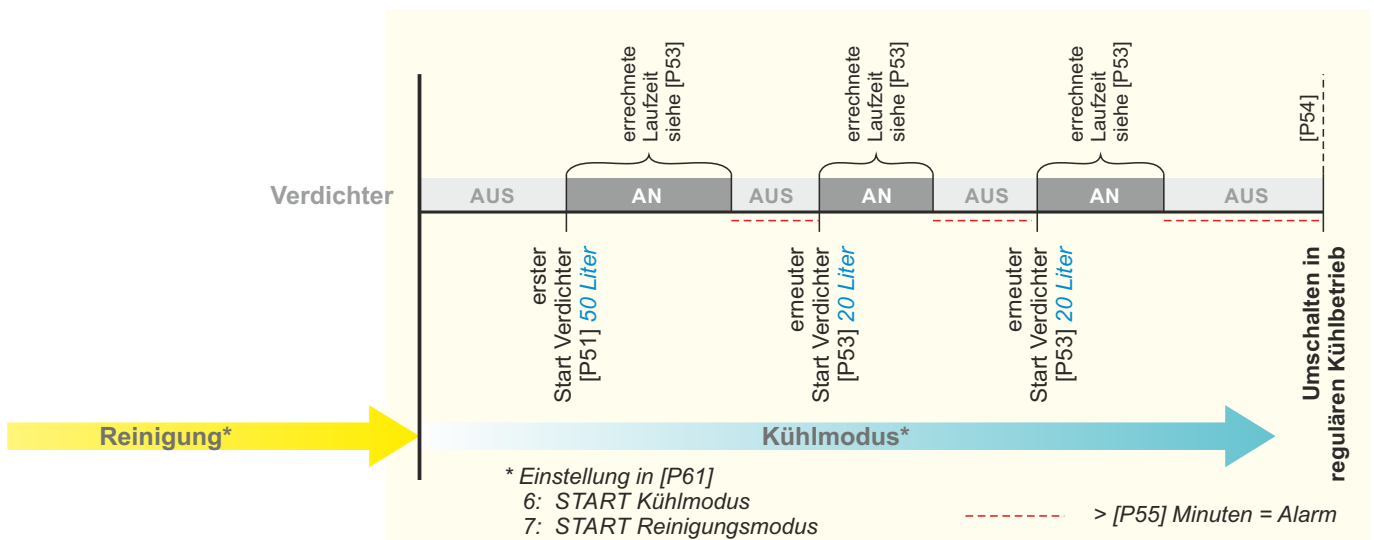 errechnete
Laufzeit
siehe [P53]
errechnete
Laufzeit
siehe [P53]
errechnete
Laufzeit
siehe [P53]
[P54]
Verdichter
AUS
AN
AUS
AN
AUS
AN
AUS
erster
Start Verdichter
[P51] 50 Liter
erneuter
Start Verdichter
[P53] 20 Liter
erneuter
Start Verdichter
[P53] 20 Liter
Umschalten in
regulären Kühlbetrieb
Reinigung*
Kühlmodus*
* Einstellung in [P61]
6: START Kühlmodus
7: START Reinigungsmodus
> [P55] Minuten = Alarm